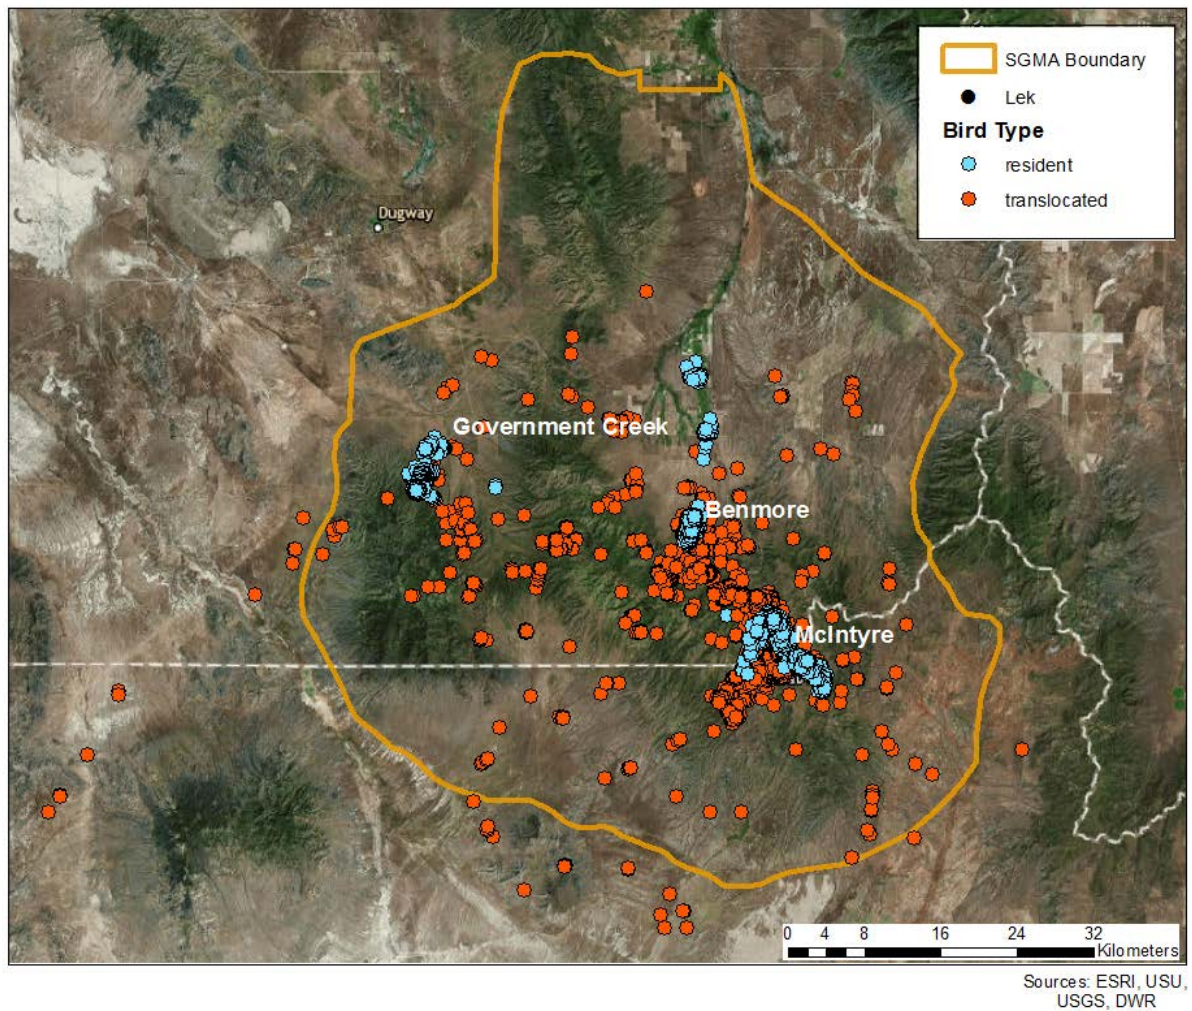 SGMA Boundary
Lek
Bird Type
resident
translocated
Dugway
Government Creek
Benmore
McIntyre
0 4 8 16 24 32
Kilometers
Sources: ESRI, USU,
USGS, DWR